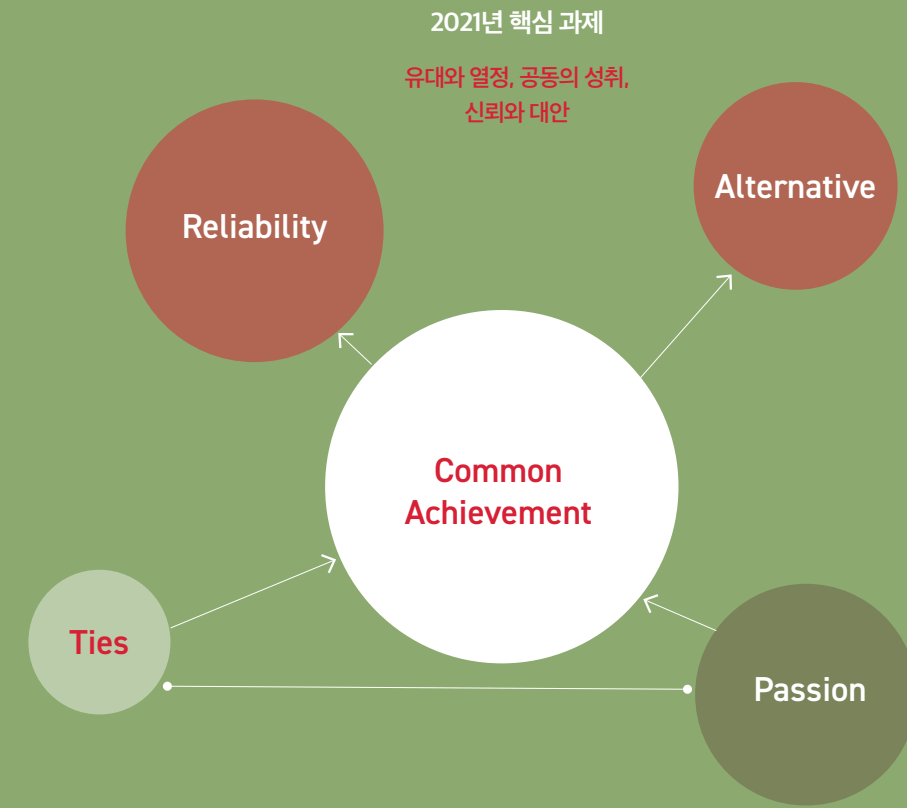 2021년 핵심 과제
유대와 열정, 공동의 성취,
신뢰와 대안
Alternative
Reliability
Common
Achievement
Ties
Passion